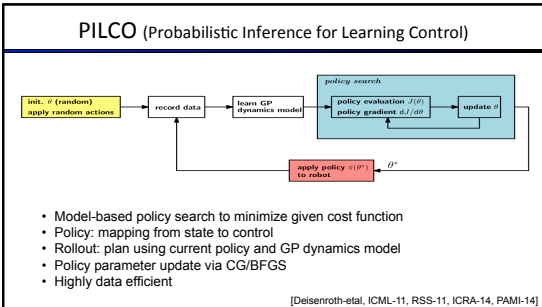 PILCO (Probabilistic Inference for Learning Control)
policy search
init. θ (random)
apply random actions
record data
learn GP
dynamics model
policy evaluation J(θ)
policy gradient dJ/dθ
update θ
apply policy π(θ*)
to robot
θ*
• Model-based policy search to minimize given cost function
• Policy: mapping from state to control
• Rollout: plan using current policy and GP dynamics model
• Policy parameter update via CG/BFGS
• Highly data efficient
[Deisenroth-etal, ICML-11, RSS-11, ICRA-14, PAMI-14]